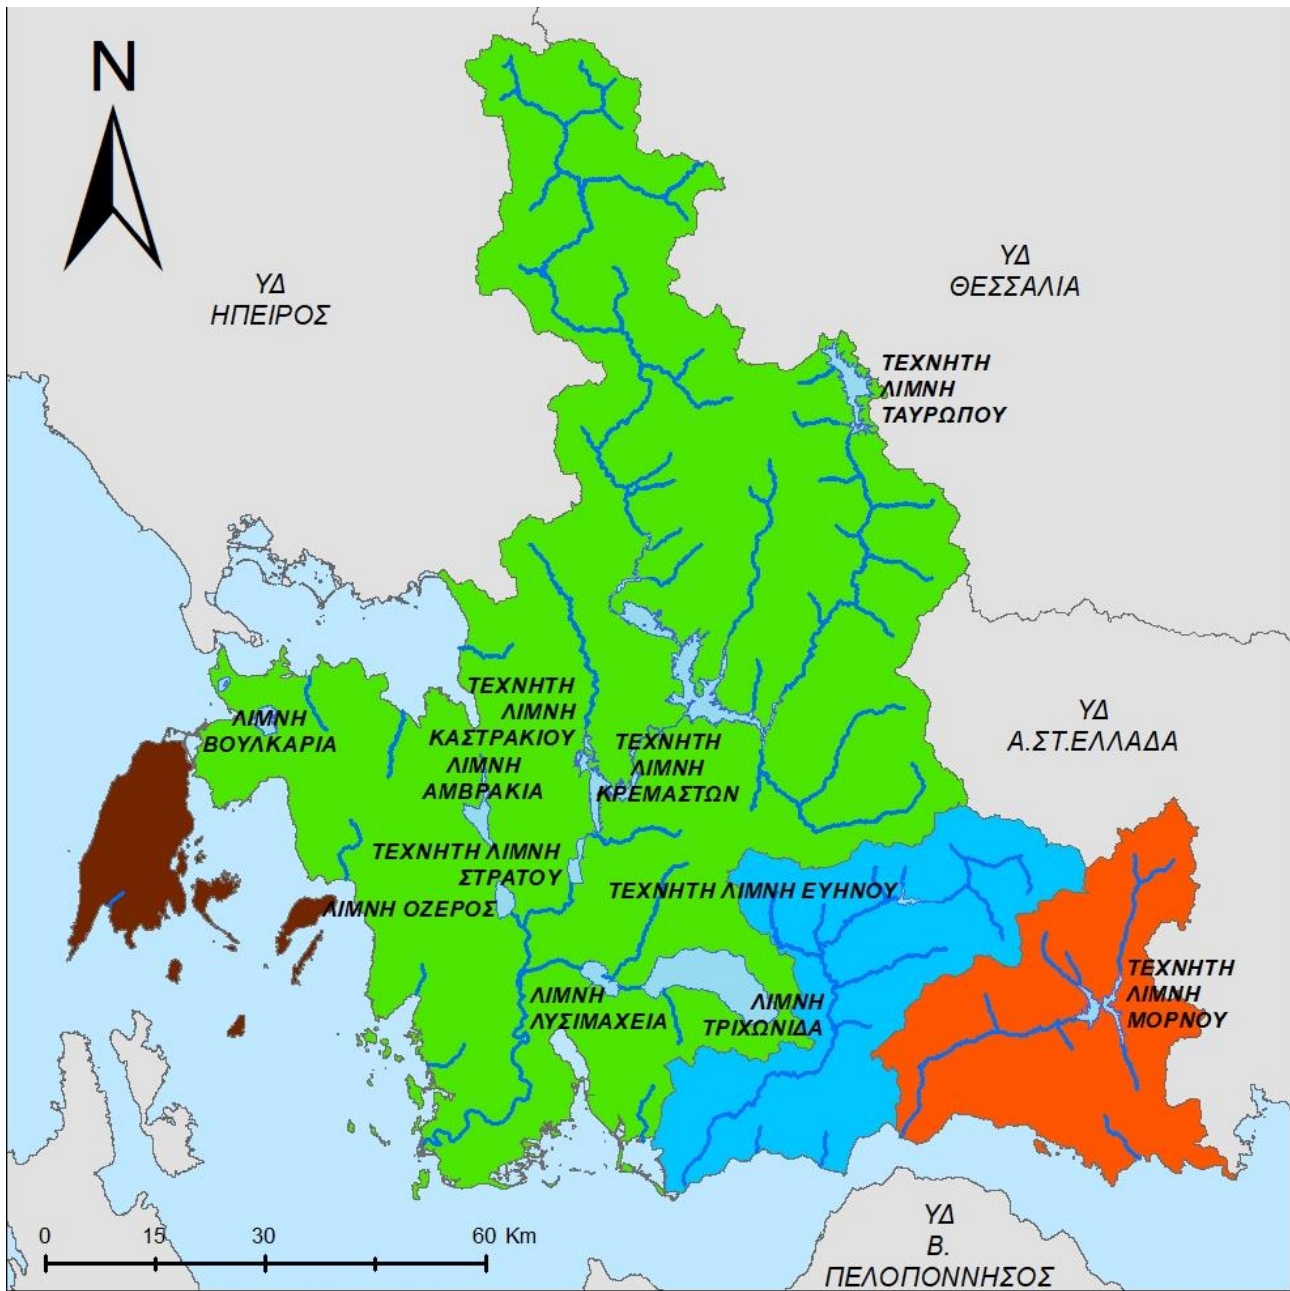 N
ΥΔ
ΗΠΕΙΡΟΣ
ΥΔ
ΘΕΣΣΑΛΙΑ
ΤΕΧΝΗΤΗ
ΛΙΜΝΗ
ΤΑΥΡΩΠΟΥ
ΤΕΧΝΗΤΗ
ΛΙΜΝΗ
ΚΑΣΤΡΑΚΙΟΥ
ΛΙΜΝΗ
ΒΟΥΛΚΑΡΙΑ
ΤΕΧΝΗΤΗ
ΛΙΜΝΗ
ΚΡΕΜΑΣΤΩΝ
ΥΔ
Α.ΣΤ.ΕΛΛΑΔΑ
ΛΙΜΝΗ
ΑΜΒΡΑΚΙΑ
ΤΕΧΝΗΤΗ ΛΙΜΝΗ
ΣΤΡΑΤΟΥ
ΤΕΧΝΗΤΗ ΛΙΜΝΗ ΕΥΗΝΟΥ
ΛΙΜΝΗ ΟΖΕΡΟΣ
ΛΙΜΝΗ
ΛΥΣΙΜΑΧΕΙΑ
ΛΙΜΝΗ
ΤΡΙΧΩΝΙΔΑ
ΤΕΧΝΗΤΗ
ΛΙΜΝΗ
ΜΟΡΝΟΥ
ΥΔ
Β.
ΠΕΛΟΠΟΝΝΗΣΟΣ
0 15 30 60 Km